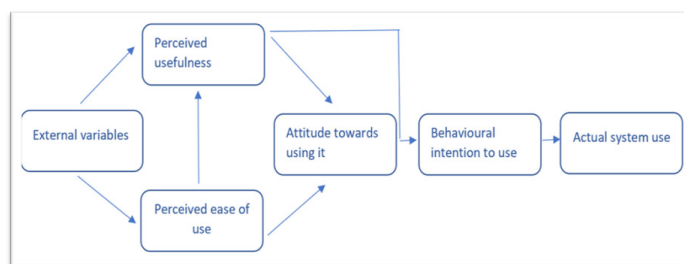 Perceived
usefulness
External variables
Attitude towards
using it
Behavioural
intention to use
Actual system use
Perceived ease of
use